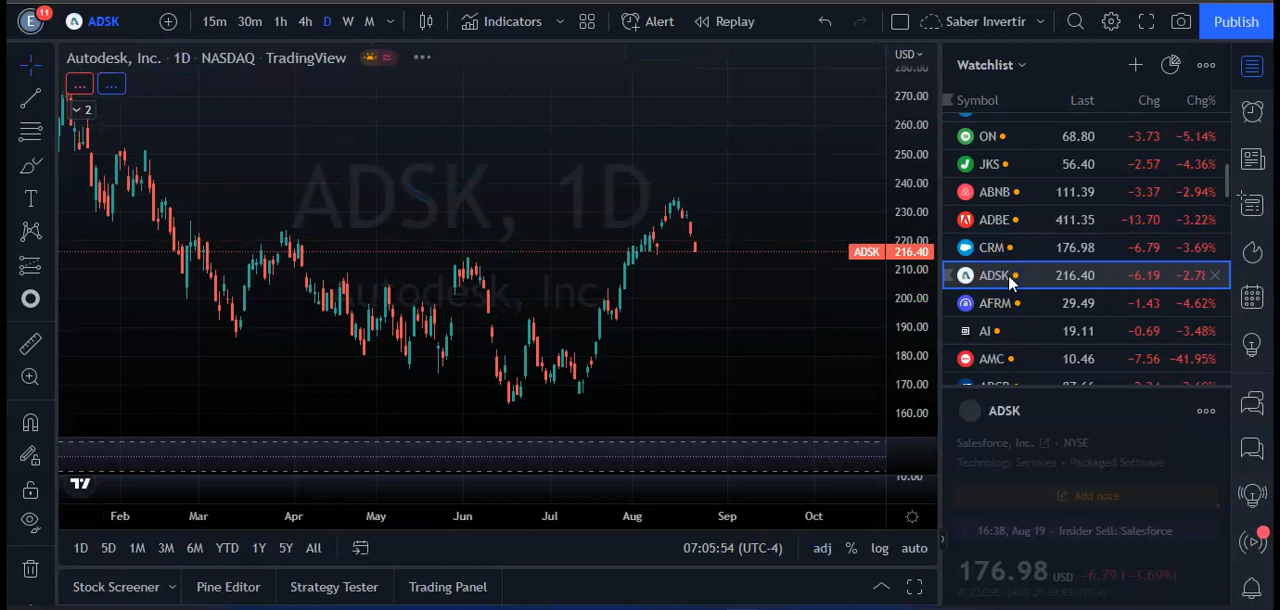 E 11 ADSK 15m 30m 1h 4h D W M Indicators Alert Replay Saber Invertir Publish
Autodesk, Inc. · 1D · NASDAQ TradingView
...
...
2
ADSK, 1D
Autodesk, Inc
USD
280.00
270.00
260.00
250.00
240.00
230.00
220.00
ADSK 216.40
210.00
200.00
190.00
180.00
170.00
160.00
10.00
Feb Mar Apr May Jun Jul Aug Sep Oct
1D 5D 1M 3M 6M YTD 1Y 5Y All 07:05:54 (UTC-4) adj % log auto
Stock Screener Pine Editor Strategy Tester Trading Panel
Watchlist
Symbol Last Chg Chg%
ON 68.80 −3.73 −5.14%
JKS 56.40 −2.57 −4.36%
ABNB 111.39 −3.37 −2.94%
ADBE 411.35 −13.70 −3.22%
CRM 176.98 −6.79 −3.69%
ADSK 216.40 −6.19 −2.78
AFRM 29.49 −1.43 −4.62%
AI 19.11 −0.69 −3.48%
AMC 10.46 −7.56 −41.95%
ADSK
Salesforce, Inc. · NYSE
Technology Services • Packaged Software
Add note
16:38, Aug 19 · Insider Sell: Salesforce
176.98 USD −6.79 (−3.69%)